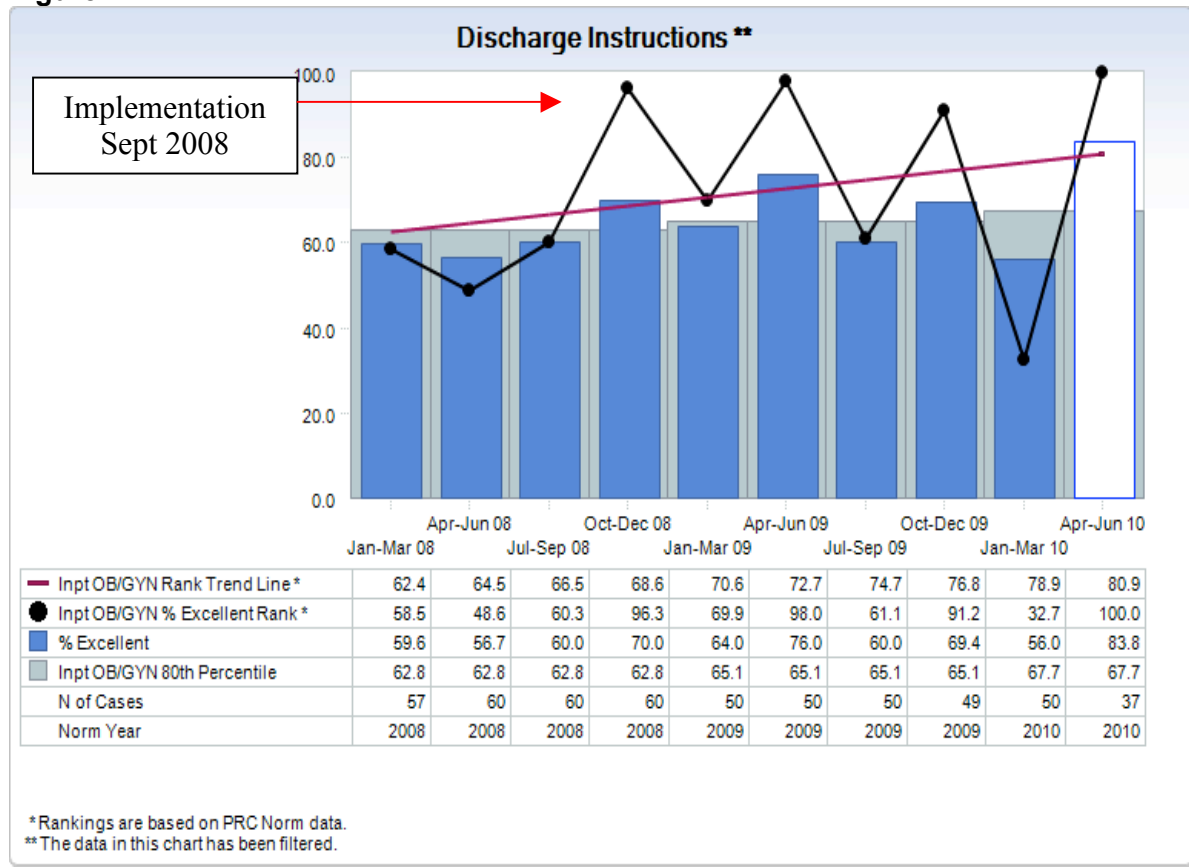 Discharge Instructions **
Implementation
Sept 2008
100.0
80.0
60.0
40.0
20.0
0.0
Apr-Jun 08 Oct-Dec 08 Apr-Jun 09 Oct-Dec 09 Apr-Jun 10
Jan-Mar 08 Jul-Sep 08 Jan-Mar 09 Jul-Sep 09 Jan-Mar 10
Inpt OB/GYN Rank Trend Line * 62.4 64.5 66.5 68.6 70.6 72.7 74.7 76.8 78.9 80.9
Inpt OB/GYN % Excellent Rank * 58.5 48.6 60.3 96.3 69.9 98.0 61.1 91.2 32.7 100.0
% Excellent 59.6 56.7 60.0 70.0 64.0 76.0 60.0 69.4 56.0 83.8
Inpt OB/GYN 80th Percentile 62.8 62.8 62.8 62.8 65.1 65.1 65.1 65.1 67.7 67.7
N of Cases 57 60 60 60 50 50 50 49 50 37
Norm Year 2008 2008 2008 2008 2009 2009 2009 2009 2010 2010
* Rankings are based on PRC Norm data.
** The data in this chart has been filtered.